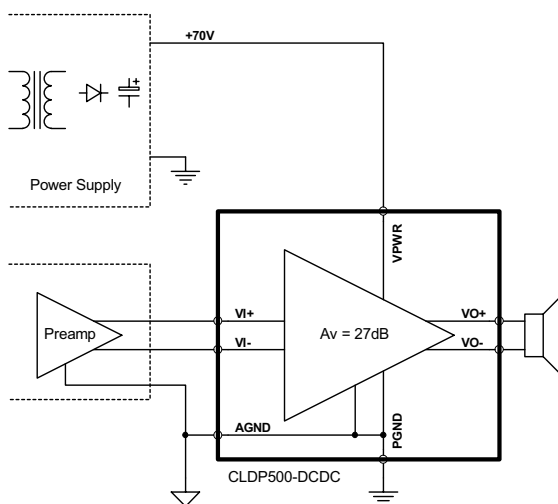 +70V
+
Power Supply
VPWR
Preamp
VI+
VI-
Av = 27dB
VO+
VO-
AGND
PGND
CLDP500-DCDC